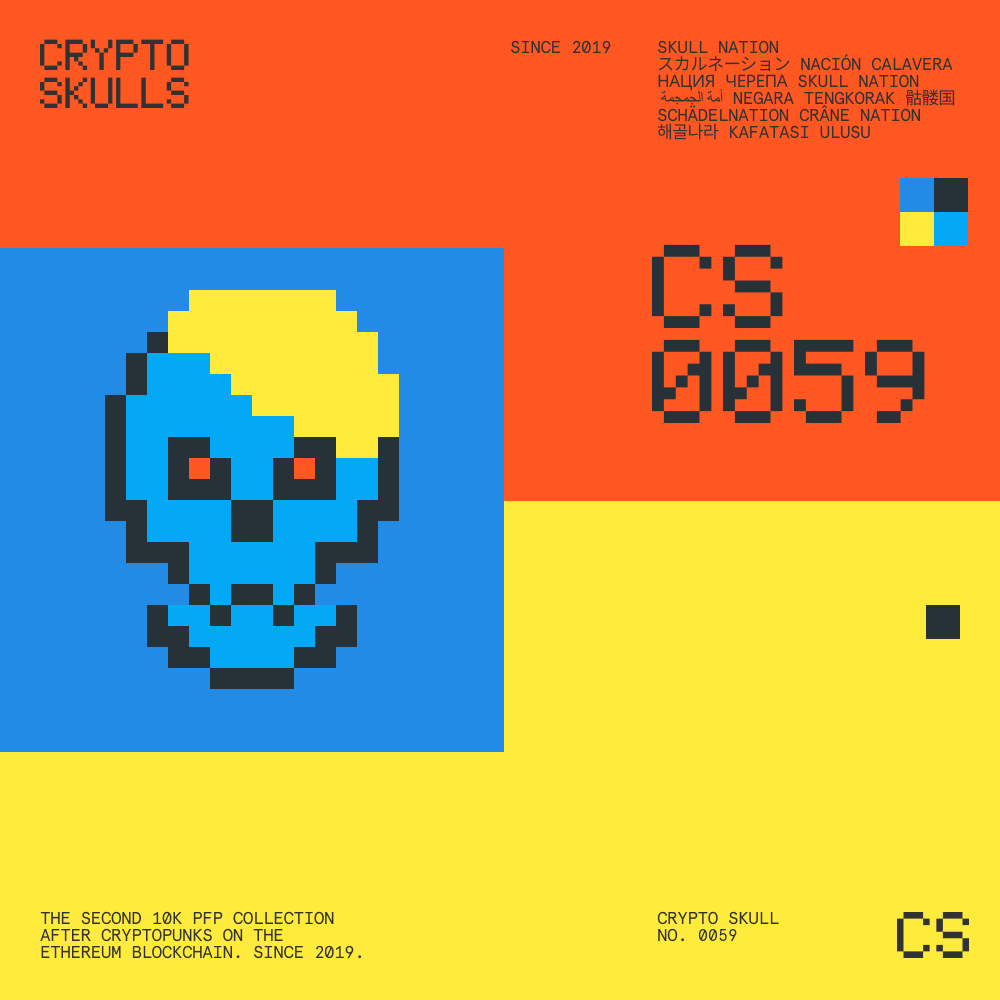 CRYPTO
SKULLS
SINCE 2019
SKULL NATION
スカルネーション NACIÓN CALAVERA
НАЦИЯ ЧЕРЕПА SKULL NATION
أمة الجمجمة NEGARA TENGKORAK 骷髅国
SCHÄDELNATION CRÂNE NATION
해골나라 KAFATASI ULUSU
CS
0059
THE SECOND 10K PFP COLLECTION
AFTER CRYPTOPUNKS ON THE
ETHEREUM BLOCKCHAIN. SINCE 2019.
CRYPTO SKULL
NO. 0059
CS